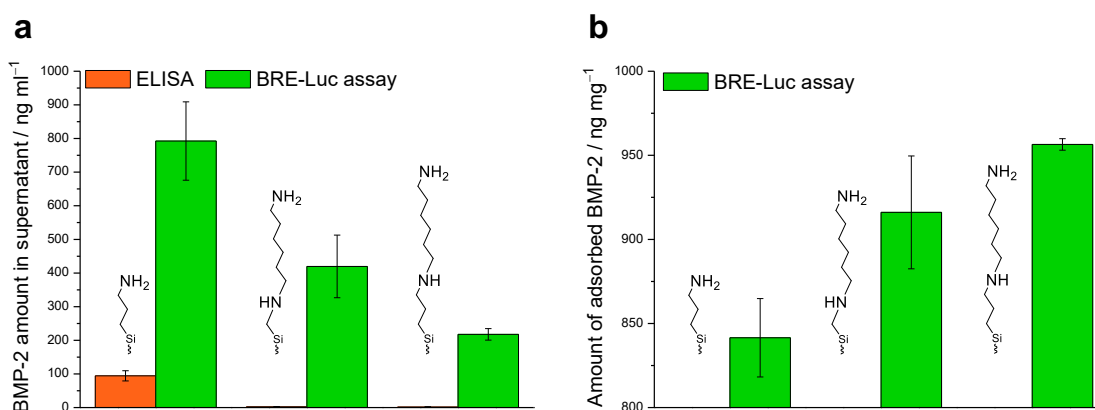 a
BMP-2 amount in supernatant / ng ml⁻¹
1000
900
800
700
600
500
400
300
200
100
0
ELISA
BRE-Luc assay
NH₂
Si
NH₂
HN
Si
NH₂
NH
Si
b
Amount of adsorbed BMP-2 / ng mg⁻¹
1000
950
900
850
800
BRE-Luc assay
NH₂
Si
NH₂
HN
Si
NH₂
NH
Si